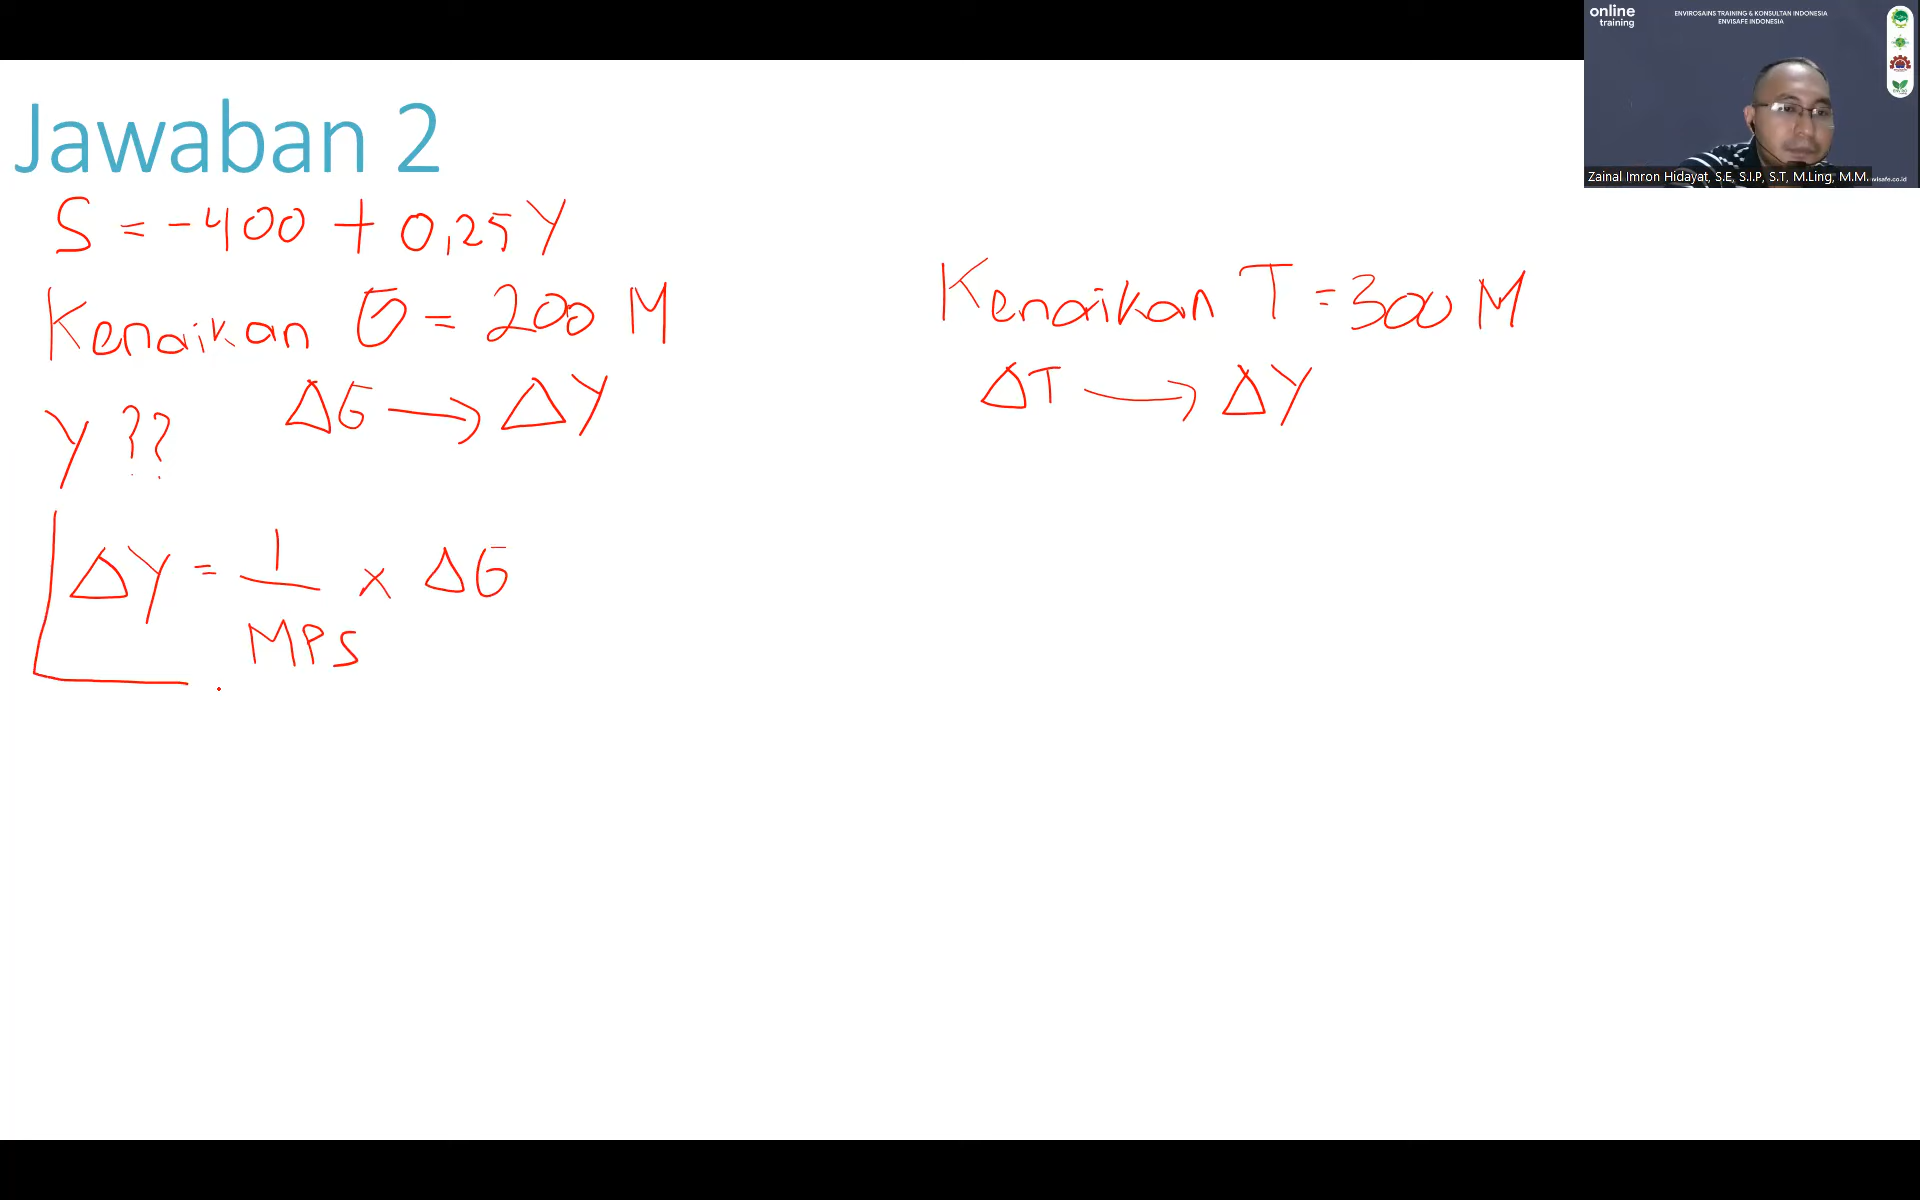 online
training
ENVIROSAINS TRAINING & KONSULTAN INDONESIA
ENVISAFE INDONESIA
Zainal Imron Hidayat, S.E, S.I.P, S.T, M.Ling, M.M.
Jawaban 2
S = -400 + 0,25 Y
Kenaikan G = 200 M
ΔG → ΔY
Y ??
ΔY = 1/MPS × ΔG
Kenaikan T = 300 M
ΔT → ΔY